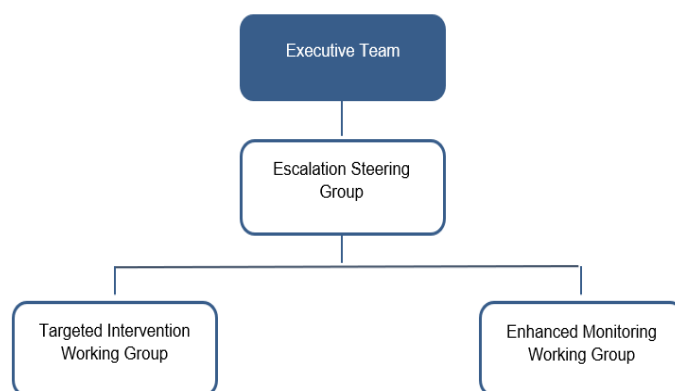 Executive Team
Escalation Steering
Group
Targeted Intervention
Working Group
Enhanced Monitoring
Working Group